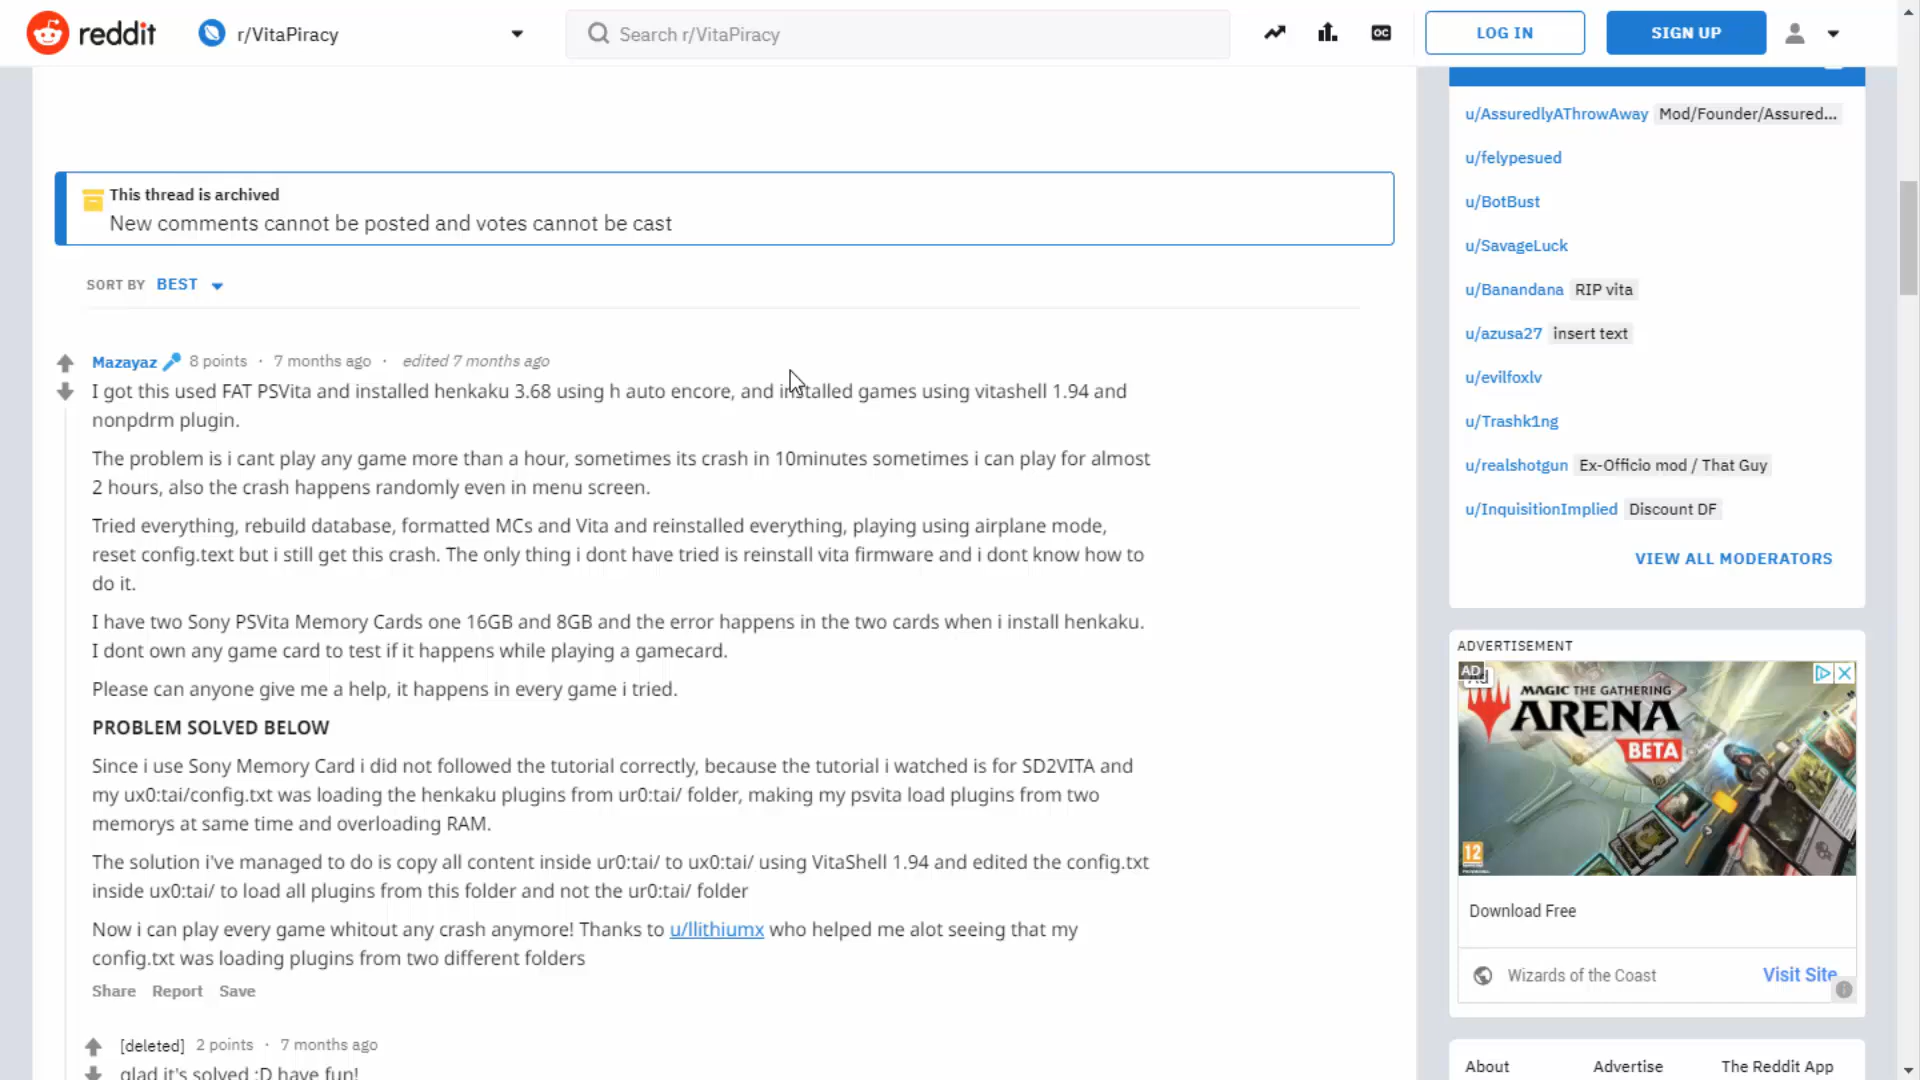 reddit
r/VitaPiracy
Search r/VitaPiracy
OC
LOG IN
SIGN UP
This thread is archived
New comments cannot be posted and votes cannot be cast
SORT BY BEST
Mazayaz 8 points · 7 months ago · edited 7 months ago
I got this used FAT PSVita and installed henkaku 3.68 using h auto encore, and installed games using vitashell 1.94 and
nonpdrm plugin.
The problem is i cant play any game more than a hour, sometimes its crash in 10minutes sometimes i can play for almost
2 hours, also the crash happens randomly even in menu screen.
Tried everything, rebuild database, formatted MCs and Vita and reinstalled everything, playing using airplane mode,
reset config.text but i still get this crash. The only thing i dont have tried is reinstall vita firmware and i dont know how to
do it.
I have two Sony PSVita Memory Cards one 16GB and 8GB and the error happens in the two cards when i install henkaku.
I dont own any game card to test if it happens while playing a gamecard.
Please can anyone give me a help, it happens in every game i tried.
PROBLEM SOLVED BELOW
Since i use Sony Memory Card i did not followed the tutorial correctly, because the tutorial i watched is for SD2VITA and
my ux0:tai/config.txt was loading the henkaku plugins from ur0:tai/ folder, making my psvita load plugins from two
memorys at same time and overloading RAM.
The solution i've managed to do is copy all content inside ur0:tai/ to ux0:tai/ using VitaShell 1.94 and edited the config.txt
inside ux0:tai/ to load all plugins from this folder and not the ur0:tai/ folder
Now i can play every game whitout any crash anymore! Thanks to u/llithiumx who helped me alot seeing that my
config.txt was loading plugins from two different folders
Share Report Save
[deleted] 2 points · 7 months ago
glad it's solved :D have fun!
u/AssuredlyAThrowAway Mod/Founder/Assured...
u/felypesued
u/BotBust
u/SavageLuck
u/Banandana RIP vita
u/azusa27 insert text
u/evilfoxlv
u/Trashk1ng
u/realshotgun Ex-Officio mod / That Guy
u/InquisitionImplied Discount DF
VIEW ALL MODERATORS
ADVERTISEMENT
AD
Ad
MAGIC THE GATHERING
ARENA
BETA
12
Download Free
Wizards of the Coast
Visit Site
About Advertise The Reddit App